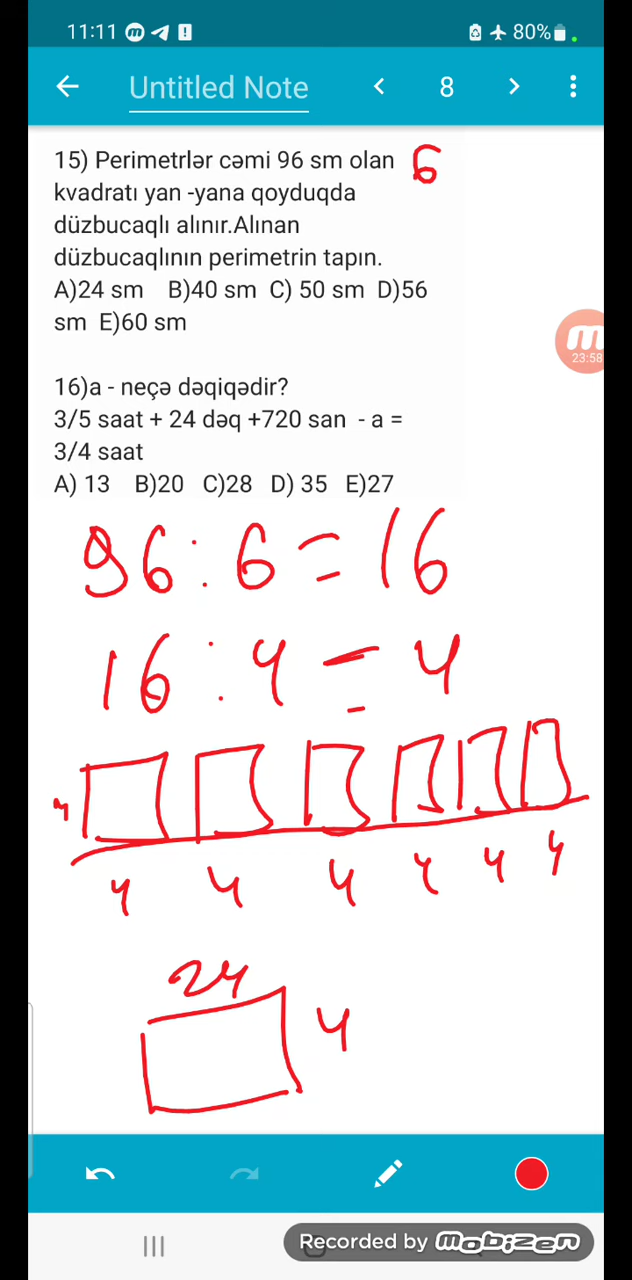 11:11 80%
Untitled Note < 8 >
15) Perimetrlər cəmi 96 sm olan 6
kvadratı yan -yana qoyduqda
düzbucaqlı alınır.Alınan
düzbucaqlının perimetrin tapın.
A)24 sm B)40 sm C) 50 sm D)56
sm E)60 sm
23:58
16)a - neçə dəqiqədir?
3/5 saat + 24 dəq +720 san - a =
3/4 saat
A) 13 B)20 C)28 D) 35 E)27
96:6=16
16:4=4
4
4 4 4 4 4 4
24
4
Recorded by mobizen